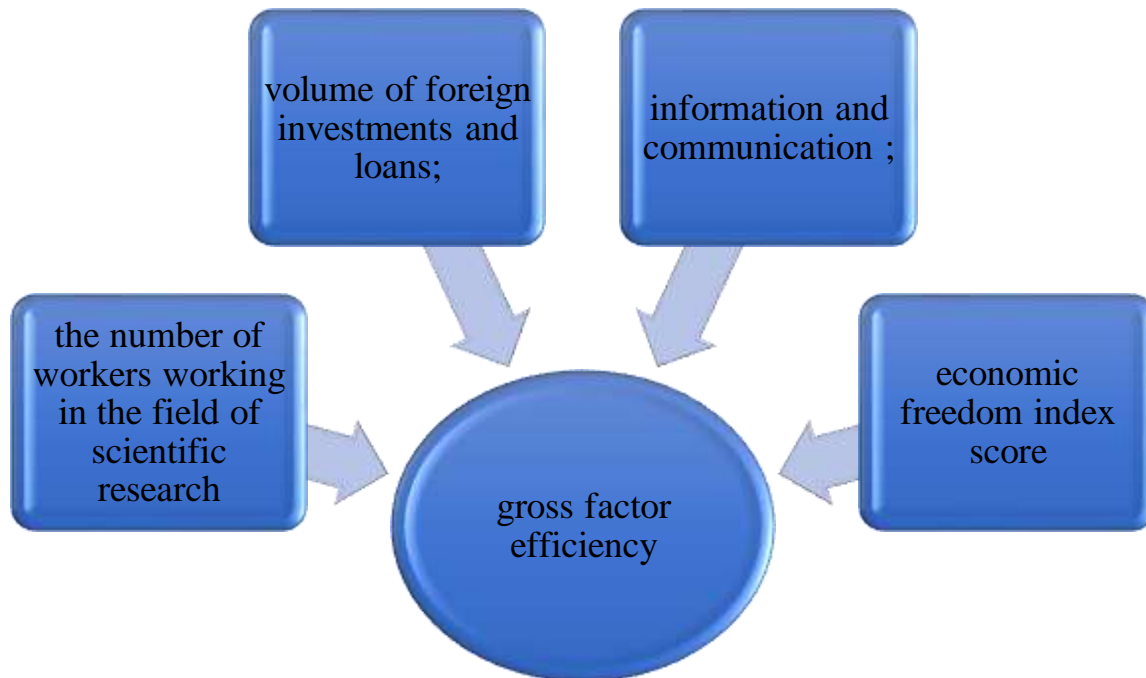 volume of foreign
investments and
loans;
information and
communication ;
the number of
workers working
in the field of
scientific
research
economic
freedom index
score
gross factor
efficiency